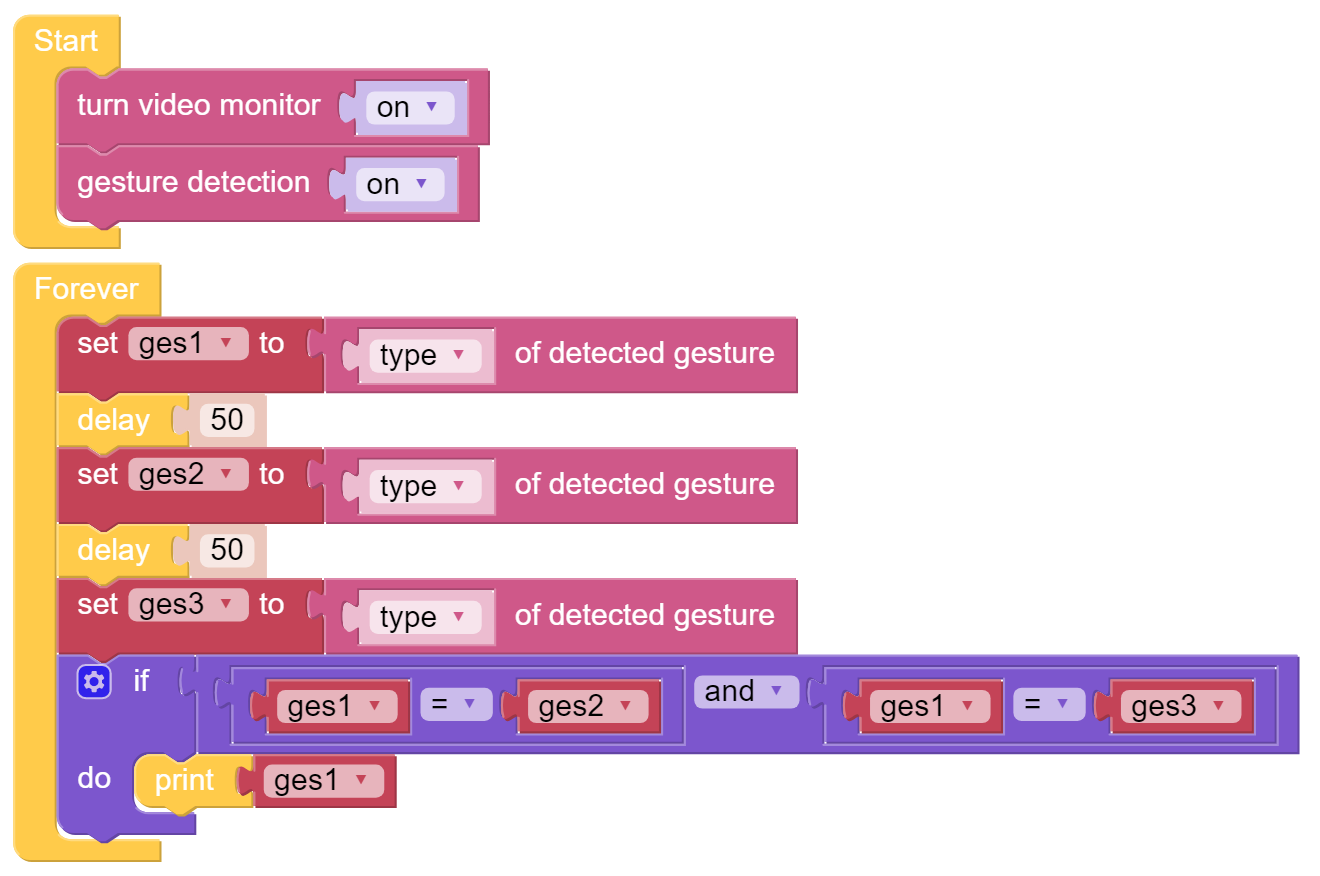 Start
turn video monitor on
gesture detection on
Forever
set ges1 to type of detected gesture
delay 50
set ges2 to type of detected gesture
delay 50
set ges3 to type of detected gesture
if ges1 = ges2 and ges1 = ges3
do print ges1